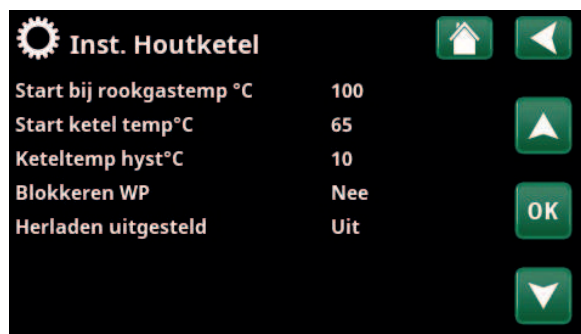 Inst. Houtketel
Start bij rookgastemp °C 100
Start ketel temp°C 65
Keteltemp hyst°C 10
Blokkeren WP Nee
Herladen uitgesteld Uit
OK